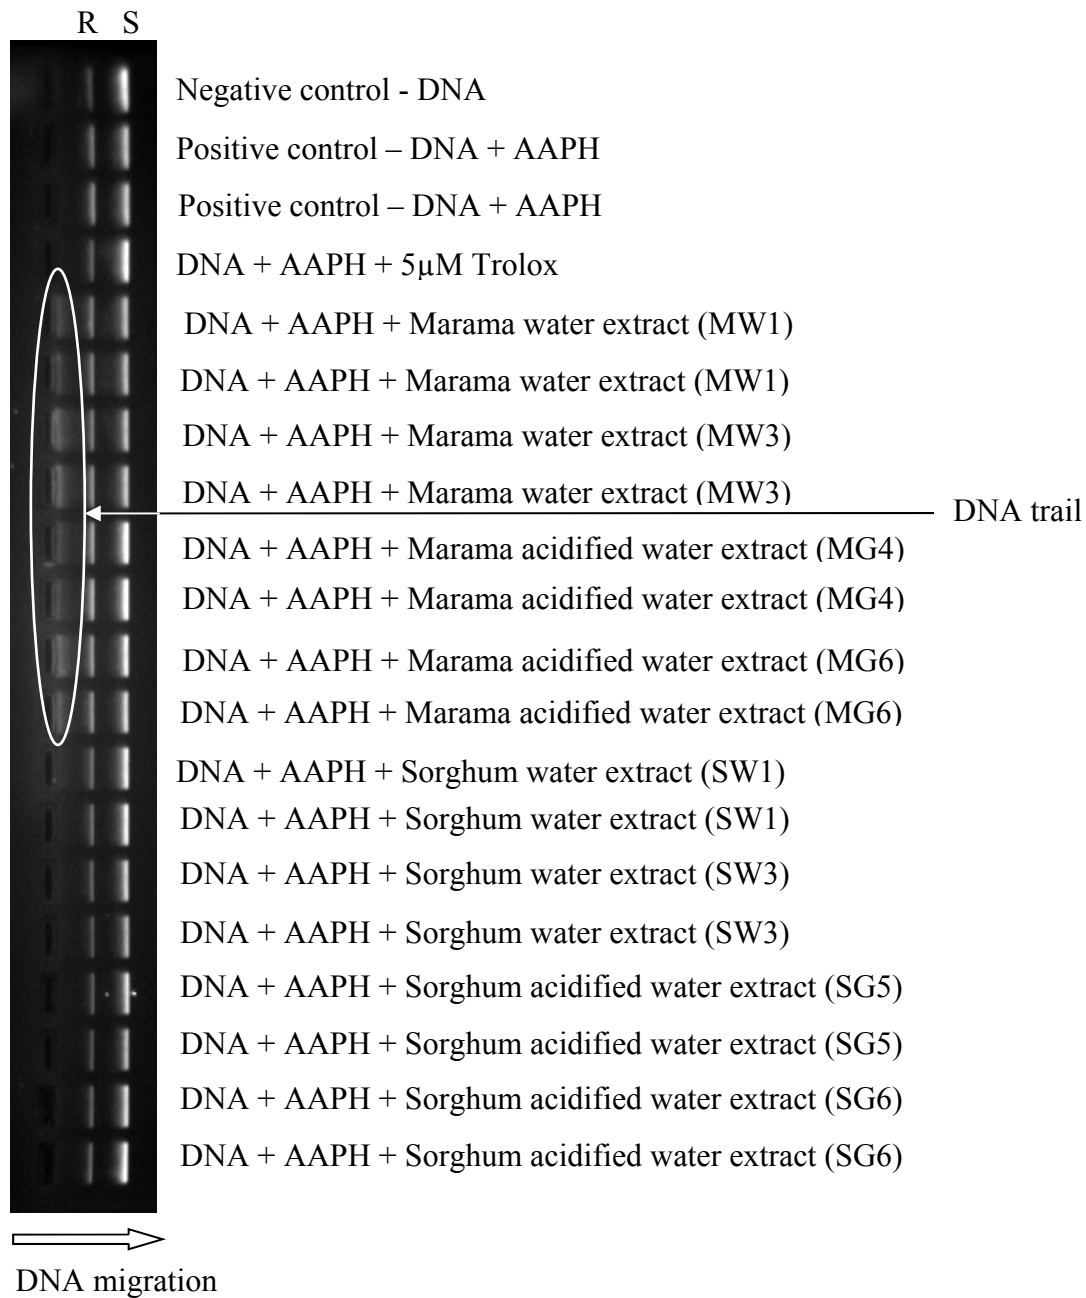 R S
Negative control - DNA
Positive control – DNA + AAPH
Positive control – DNA + AAPH
DNA + AAPH + 5µM Trolox
DNA + AAPH + Marama water extract (MW1)
DNA + AAPH + Marama water extract (MW1)
DNA + AAPH + Marama water extract (MW3)
DNA + AAPH + Marama water extract (MW3)
DNA trail
DNA + AAPH + Marama acidified water extract (MG4)
DNA + AAPH + Marama acidified water extract (MG4)
DNA + AAPH + Marama acidified water extract (MG6)
DNA + AAPH + Marama acidified water extract (MG6)
DNA + AAPH + Sorghum water extract (SW1)
DNA + AAPH + Sorghum water extract (SW1)
DNA + AAPH + Sorghum water extract (SW3)
DNA + AAPH + Sorghum water extract (SW3)
DNA + AAPH + Sorghum acidified water extract (SG5)
DNA + AAPH + Sorghum acidified water extract (SG5)
DNA + AAPH + Sorghum acidified water extract (SG6)
DNA + AAPH + Sorghum acidified water extract (SG6)
DNA migration